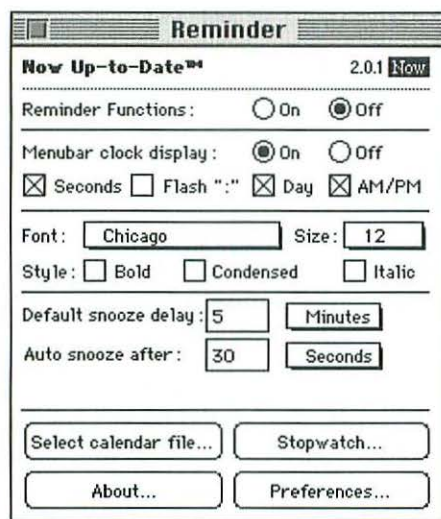 Reminder
Now Up-to-Date™ 2.0.1 Now
Reminder Functions: On Off
Menubar clock display: On Off
Seconds Flash ":" Day AM/PM
Font: Chicago Size: 12
Style: Bold Condensed Italic
Default snooze delay: 5 Minutes
Auto snooze after: 30 Seconds
Select calendar file... Stopwatch...
About... Preferences...